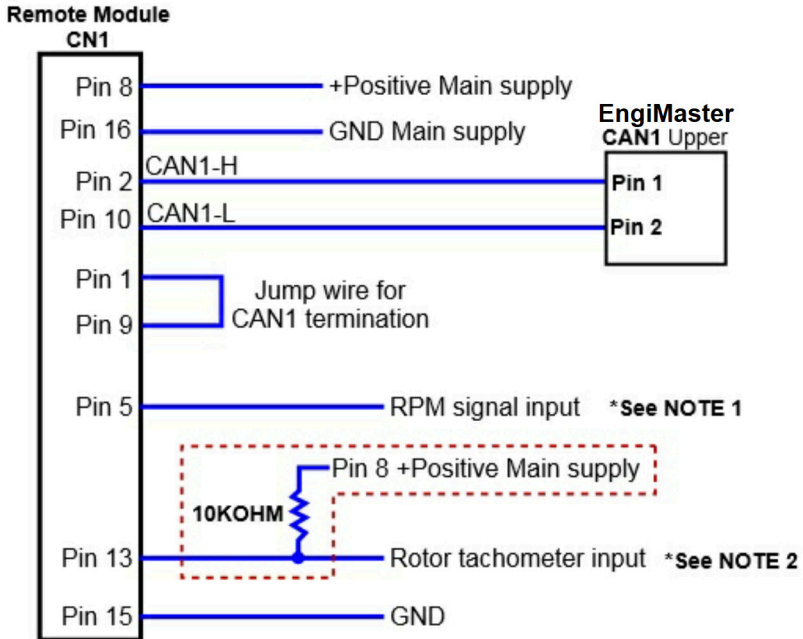 Remote Module
CN1
Pin 8
+Positive Main supply
Pin 16
GND Main supply
EngiMaster
CAN1 Upper
Pin 2
CAN1-H
Pin 1
Pin 10
CAN1-L
Pin 2
Pin 1
Jump wire for
Pin 9
CAN1 termination
Pin 5
RPM signal input
*See NOTE 1
Pin 8 +Positive Main supply
10KOHM
Pin 13
Rotor tachometer input
*See NOTE 2
Pin 15
GND